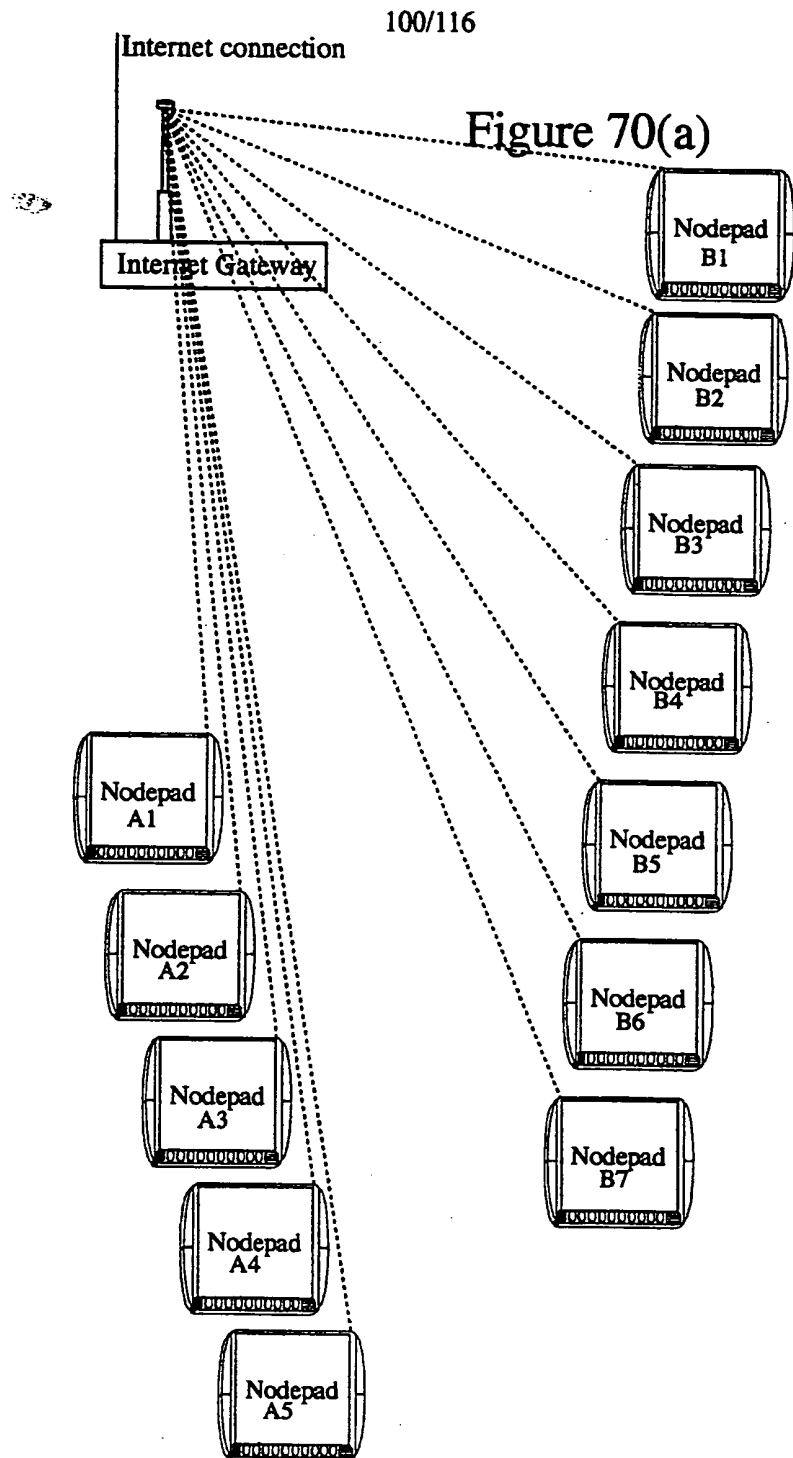 100/116
Internet connection
Figure 70(a)
Internet Gateway
Nodepad
B1
Nodepad
B2
Nodepad
B3
Nodepad
B4
Nodepad
B5
Nodepad
B6
Nodepad
B7
Nodepad
A1
Nodepad
A2
Nodepad
A3
Nodepad
A4
Nodepad
A5